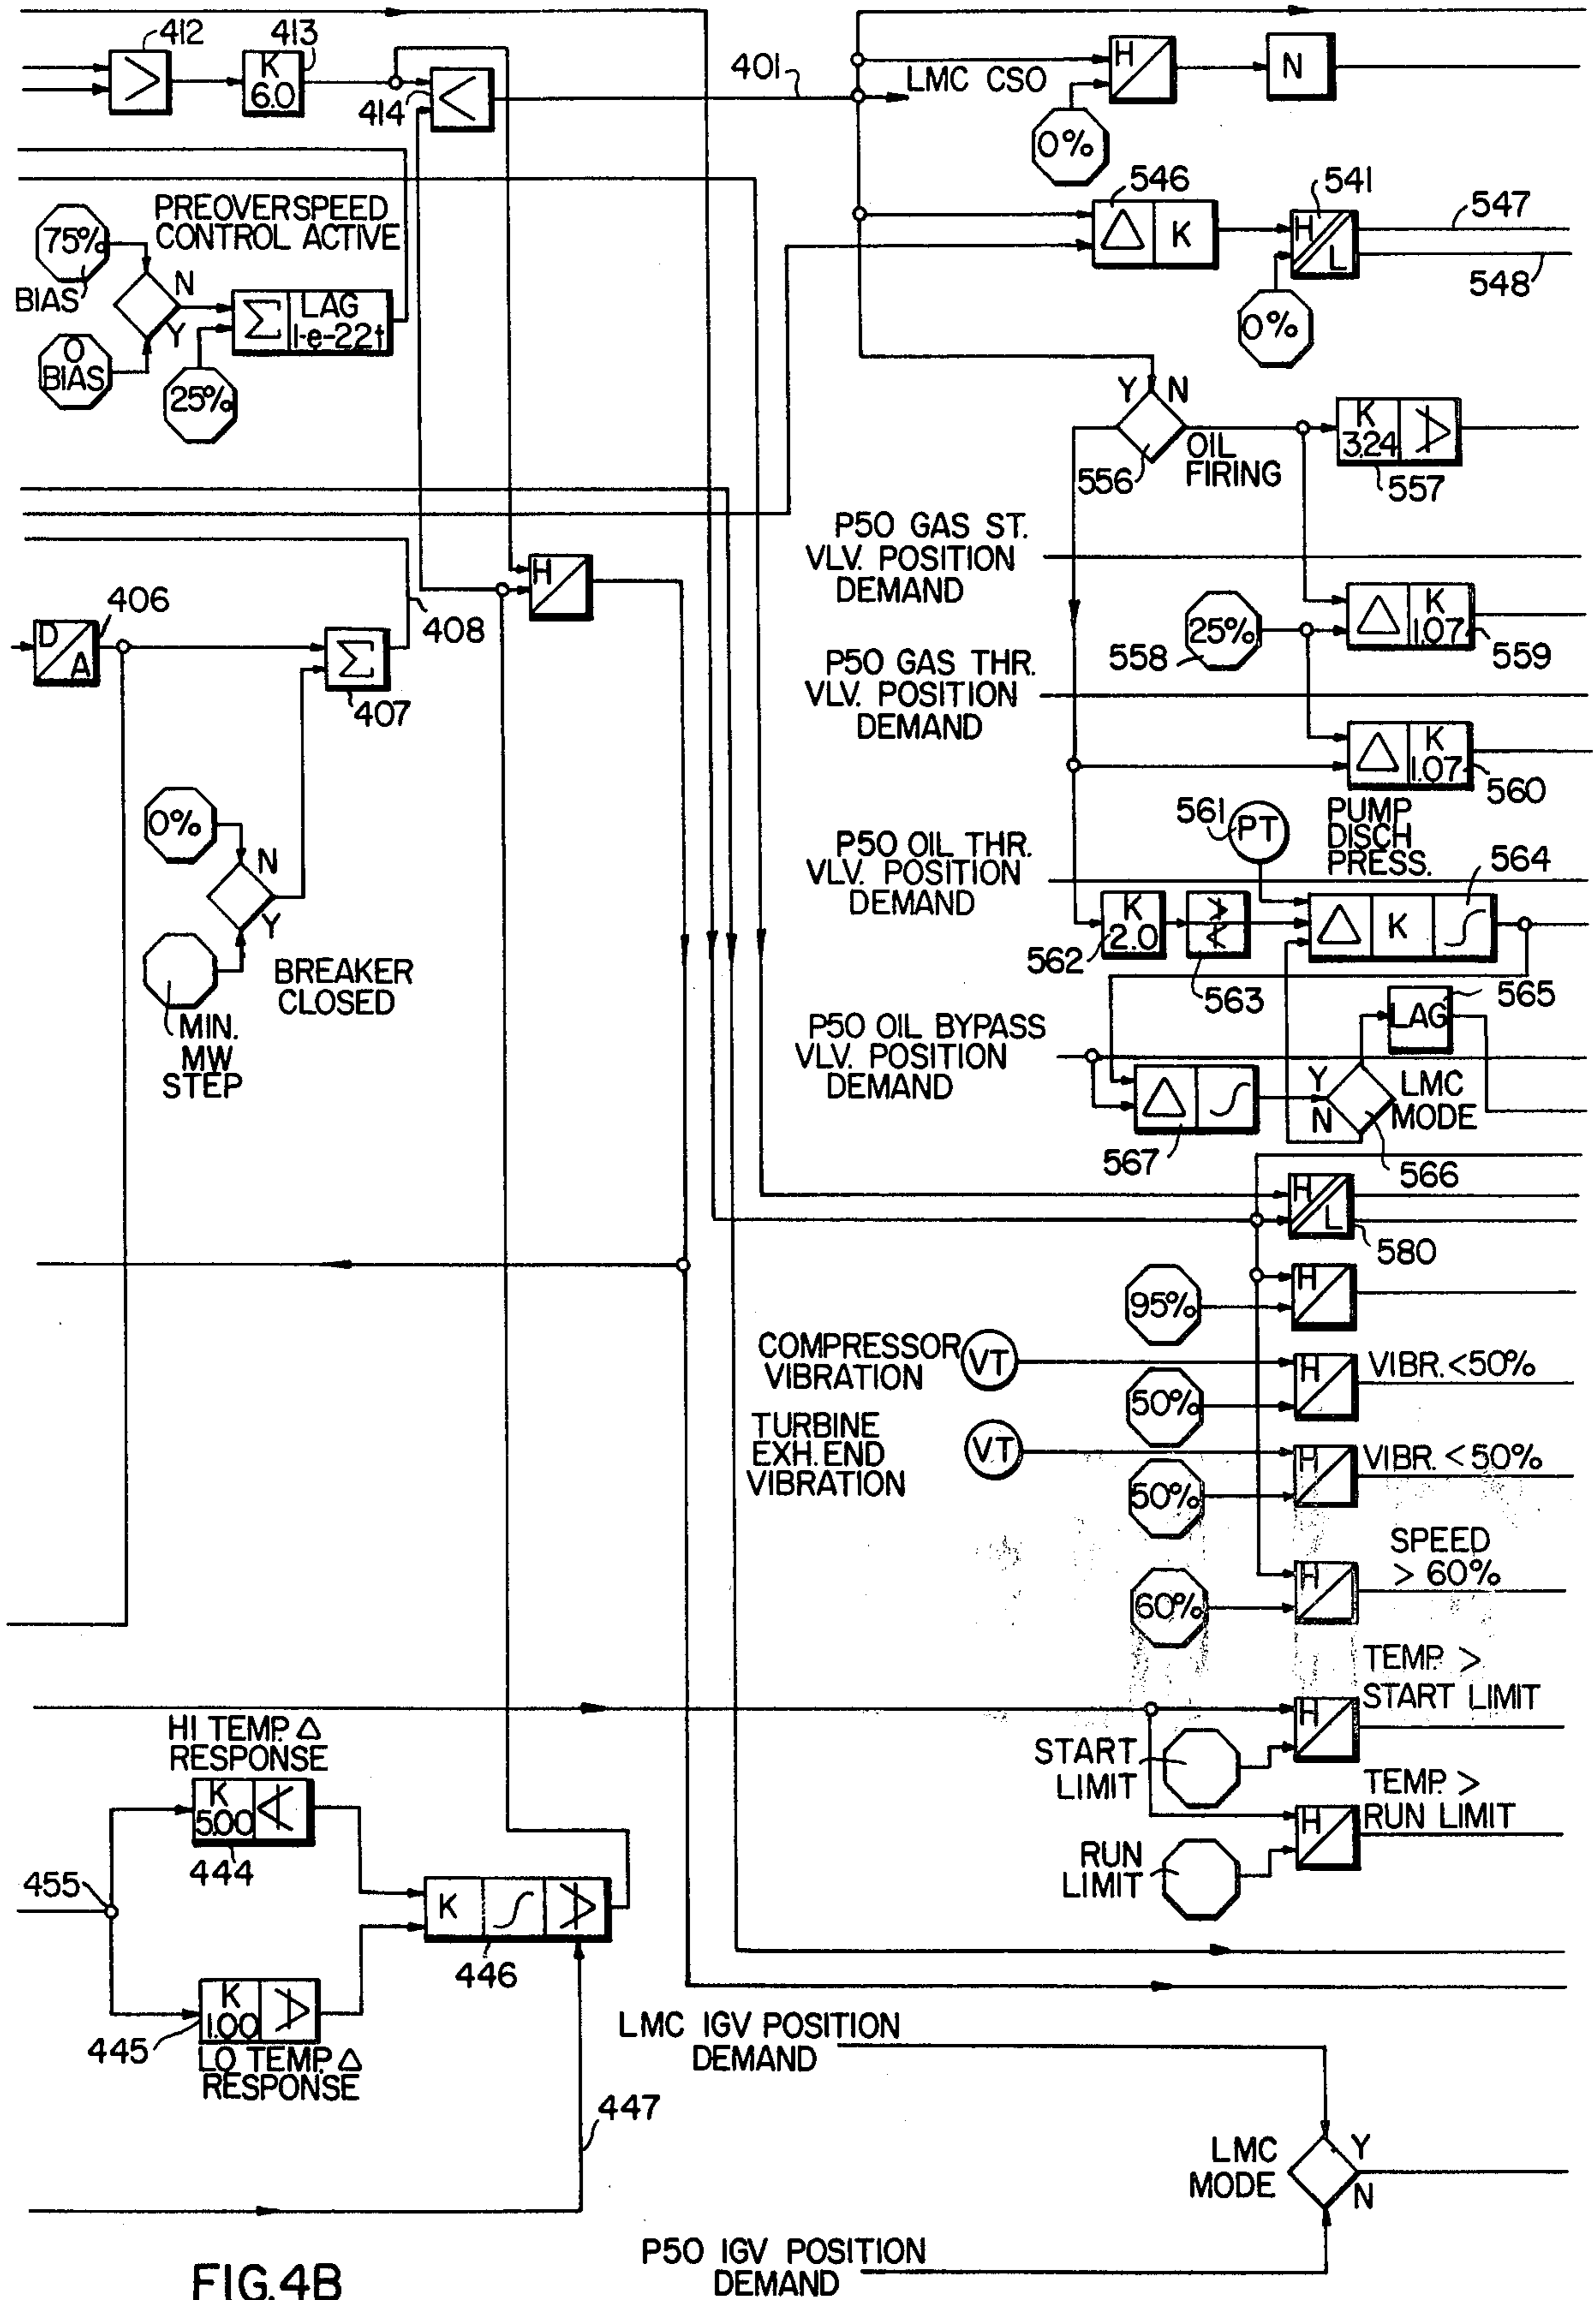 412
413
K
6.0
>
<
414
401
LMC CSO
H
N
0%
PREOVERSPEED
CONTROL ACTIVE
75%
BIAS
N
Y
0
BIAS
25%
Σ
LAG
1-e-22t
546
△
K
541
H
L
547
548
0%
Y
N
OIL
FIRING
556
K
3.24
557
P50 GAS ST.
VLV. POSITION
DEMAND
H
D
A
406
408
Σ
407
25%
558
△
K
1.07
559
P50 GAS THR.
VLV. POSITION
DEMAND
△
K
1.07
560
0%
N
Y
BREAKER
CLOSED
MIN.
MW
STEP
561
PT
PUMP
DISCH
PRESS.
564
P50 OIL THR.
VLV. POSITION
DEMAND
K
2.0
562
563
△
K
∫
565
LAG
P50 OIL BYPASS
VLV. POSITION
DEMAND
△
∫
567
Y
N
LMC
MODE
566
H
L
580
95%
H
COMPRESSOR
VIBRATION
VT
50%
H
VIBR. <50%
TURBINE
EXH. END
VIBRATION
VT
50%
H
VIBR. < 50%
SPEED
> 60%
60%
H
TEMP. >
START LIMIT
H
START
LIMIT
TEMP. >
RUN LIMIT
H
RUN
LIMIT
HI TEMP. △
RESPONSE
K
5.00
444
455
K
∫
446
K
1.00
445
LO TEMP. △
RESPONSE
447
LMC IGV POSITION
DEMAND
LMC
MODE
Y
N
P50 IGV POSITION
DEMAND
FIG.4B